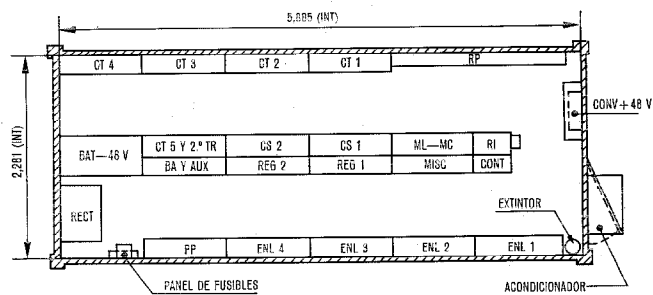 5,885 (INT)
CT 4 CT 3 CT 2 CT 1 RP
2,281 (INT)
CONV+48 V
BAT—48 V CT 5 Y 2.º TR CS 2 CS 1 ML—MC RI
BA Y AUX REG 2 REG 1 MISC CONT
RECT
EXTINTOR
PP ENL 4 ENL 3 ENL 2 ENL 1
PANEL DE FUSIBLES
ACONDICIONADOR